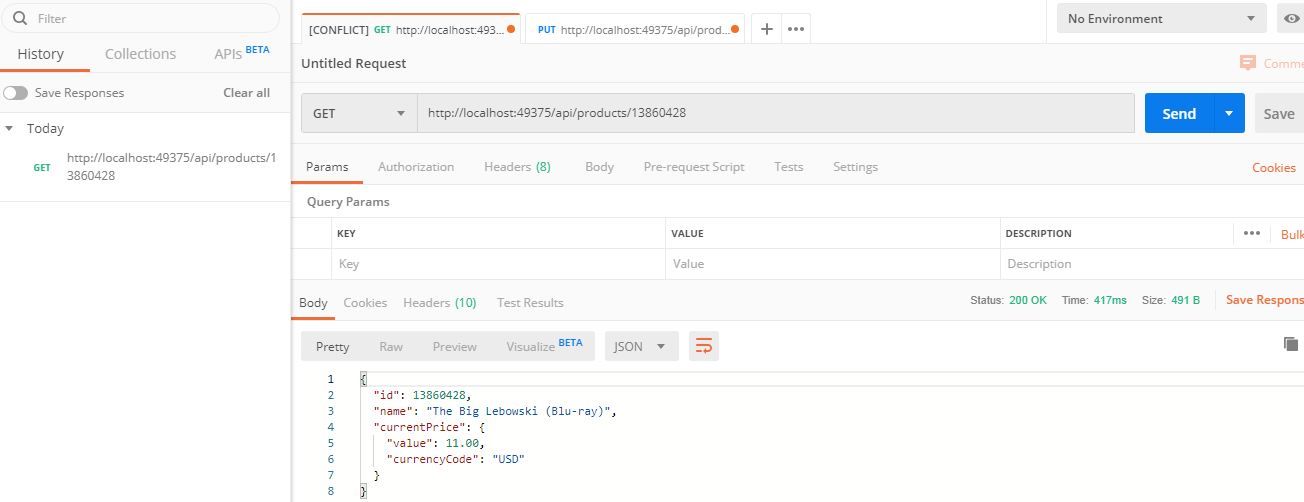 Filter
History Collections APIs BETA
Save Responses Clear all
Today
GET http://localhost:49375/api/products/1
3860428
[CONFLICT] GET http://localhost:493... PUT http://localhost:49375/api/prod... + •••
No Environment
Untitled Request
Comme
GET http://localhost:49375/api/products/13860428 Send Save
Params Authorization Headers (8) Body Pre-request Script Tests Settings Cookies
Query Params
KEY VALUE DESCRIPTION ••• Bulk
Key Value Description
Body Cookies Headers (10) Test Results Status: 200 OK Time: 417ms Size: 491 B Save Respons
Pretty Raw Preview Visualize BETA JSON
1 {
2 "id": 13860428,
3 "name": "The Big Lebowski (Blu-ray)",
4 "currentPrice": {
5 "value": 11.00,
6 "currencyCode": "USD"
7 }
8 }